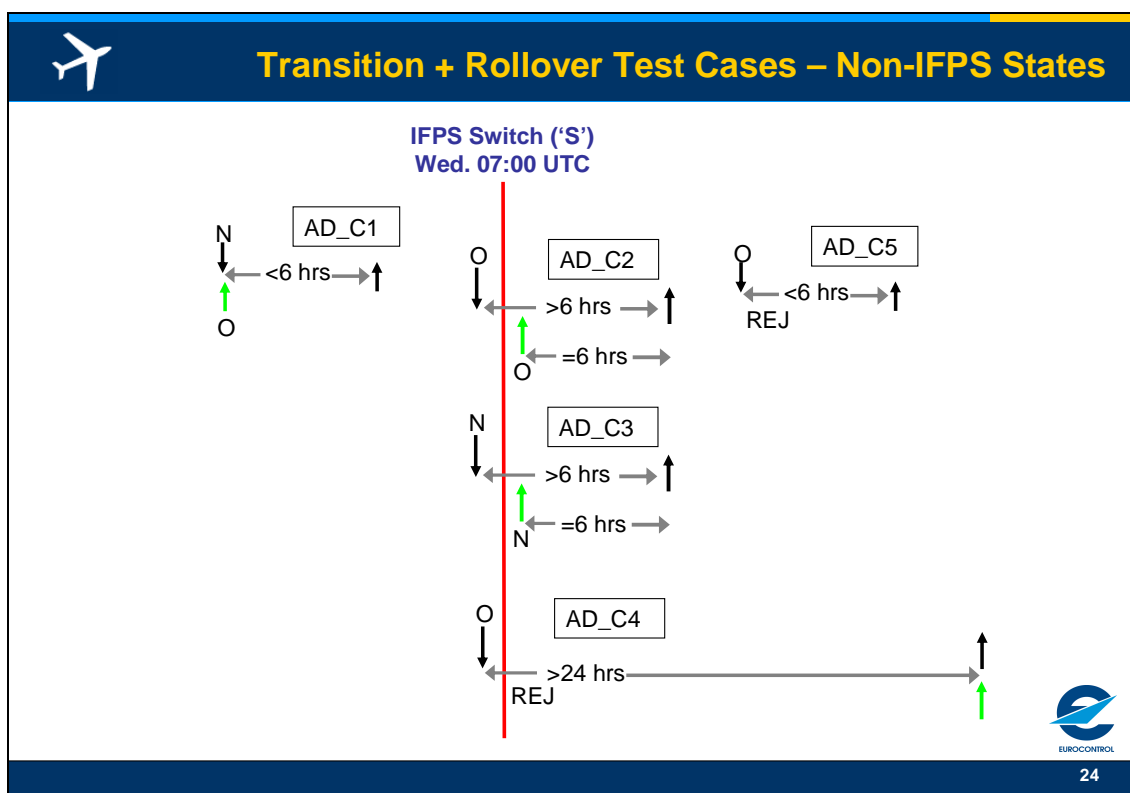 Transition + Rollover Test Cases – Non-IFPS States
IFPS Switch (‘S’)
Wed. 07:00 UTC
N
AD_C1
<6 hrs
O
O
AD_C2
>6 hrs
=6 hrs
O
O
AD_C5
<6 hrs
REJ
N
AD_C3
>6 hrs
=6 hrs
N
O
AD_C4
>24 hrs
REJ
EUROCONTROL
24